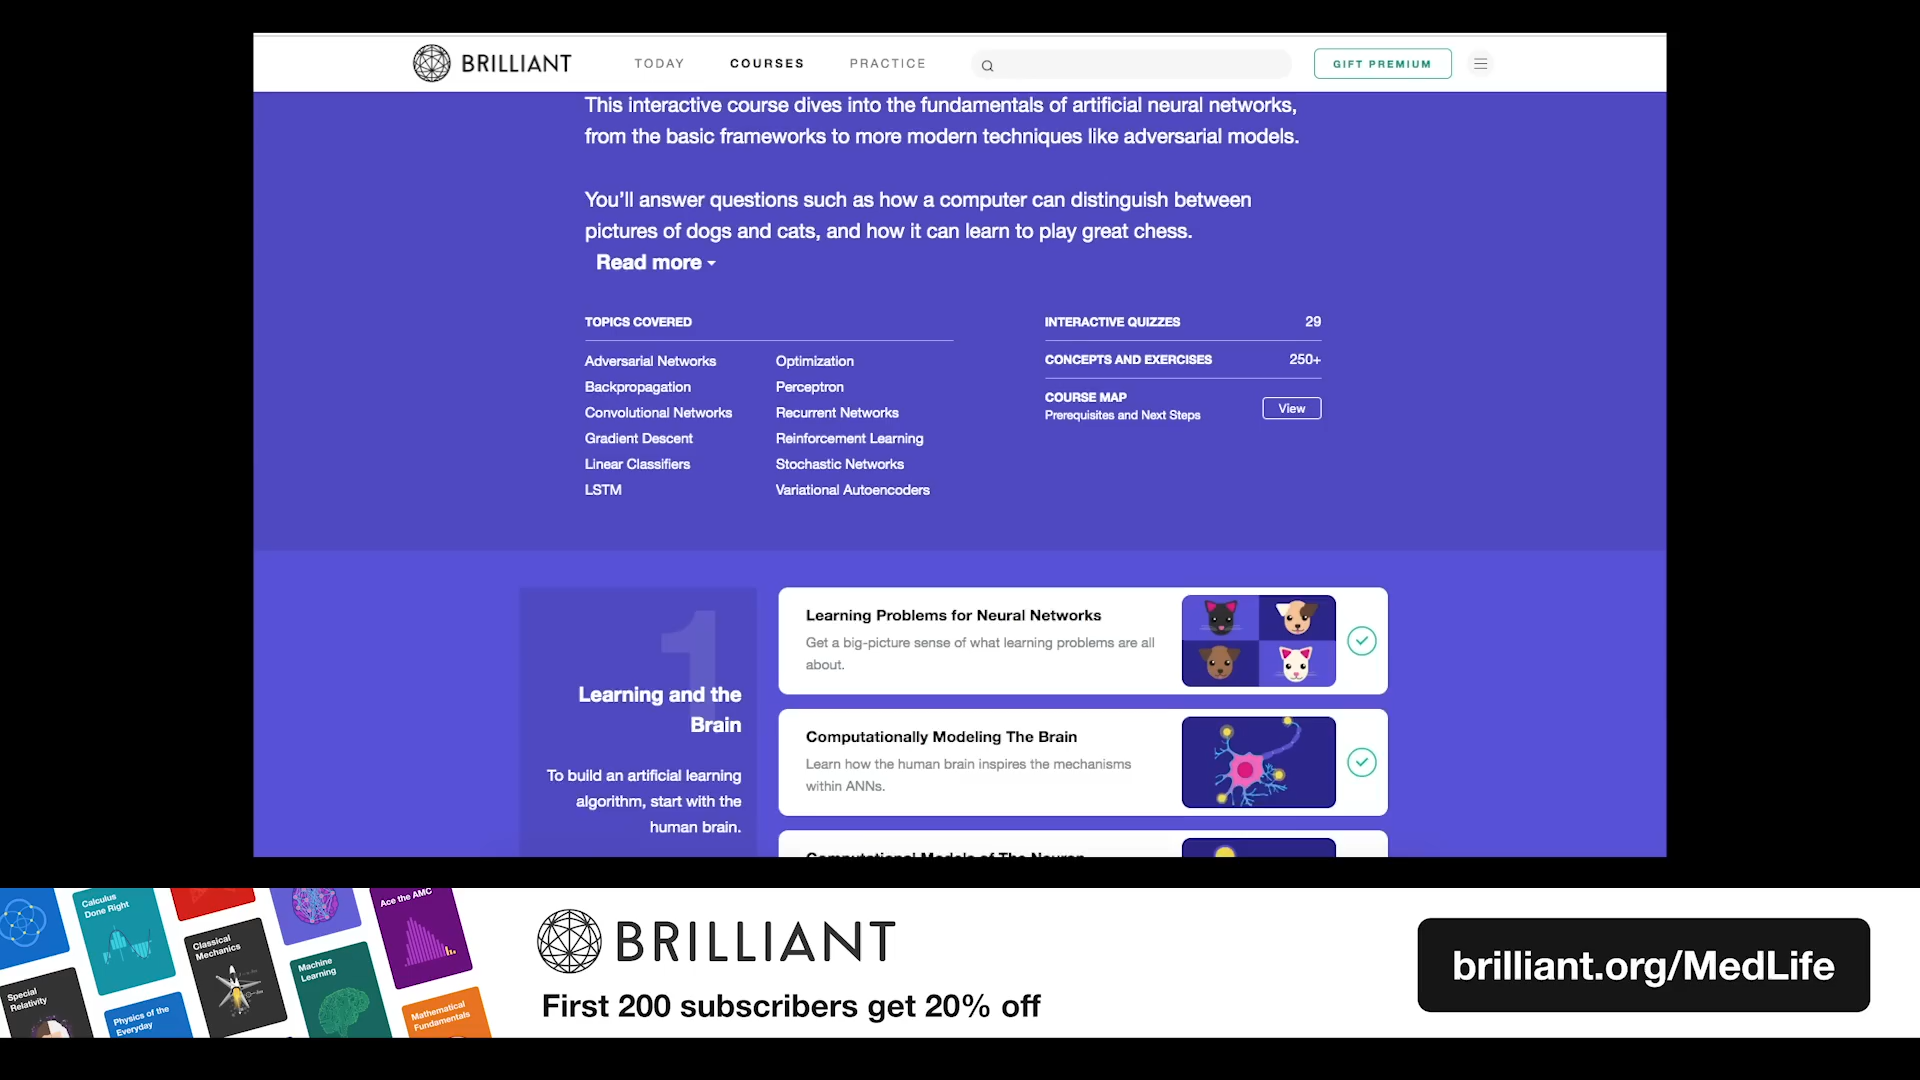 BRILLIANT
TODAY
COURSES
PRACTICE
GIFT PREMIUM
This interactive course dives into the fundamentals of artificial neural networks,
from the basic frameworks to more modern techniques like adversarial models.
You'll answer questions such as how a computer can distinguish between
pictures of dogs and cats, and how it can learn to play great chess.
Read more
TOPICS COVERED
Adversarial Networks
Backpropagation
Convolutional Networks
Gradient Descent
Linear Classifiers
LSTM
Optimization
Perceptron
Recurrent Networks
Reinforcement Learning
Stochastic Networks
Variational Autoencoders
INTERACTIVE QUIZZES 29
CONCEPTS AND EXERCISES 250+
COURSE MAP
Prerequisites and Next Steps
View
1
Learning and the
Brain
To build an artificial learning
algorithm, start with the
human brain.
Learning Problems for Neural Networks
Get a big-picture sense of what learning problems are all
about.
Computationally Modeling The Brain
Learn how the human brain inspires the mechanisms
within ANNs.
Computational Models of The Neuron
Calculus
Done Right
Classical
Mechanics
Ace the AMC
Machine
Learning
Special
Relativity
Physics of the
Everyday
Mathematical
Fundamentals
BRILLIANT
First 200 subscribers get 20% off
brilliant.org/MedLife